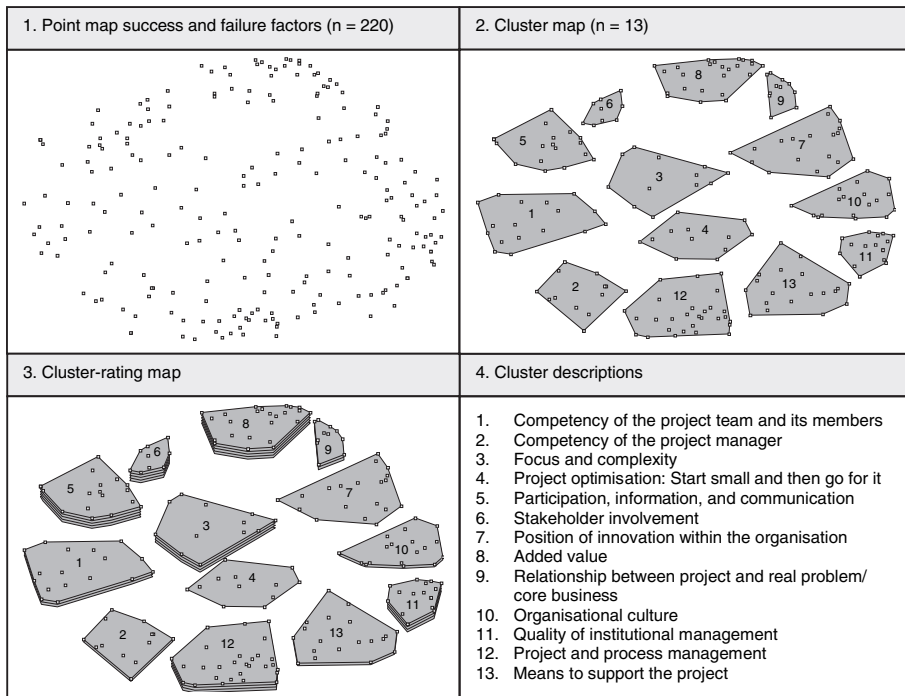 1. Point map success and failure factors (n = 220)
2. Cluster map (n = 13)
8
9
6
5
7
3
10
1
4
11
2
12
13
3. Cluster-rating map
4. Cluster descriptions
8
9
6
5
7
3
10
1
4
11
2
12
13
1. Competency of the project team and its members
2. Competency of the project manager
3. Focus and complexity
4. Project optimisation: Start small and then go for it
5. Participation, information, and communication
6. Stakeholder involvement
7. Position of innovation within the organisation
8. Added value
9. Relationship between project and real problem/
core business
10. Organisational culture
11. Quality of institutional management
12. Project and process management
13. Means to support the project